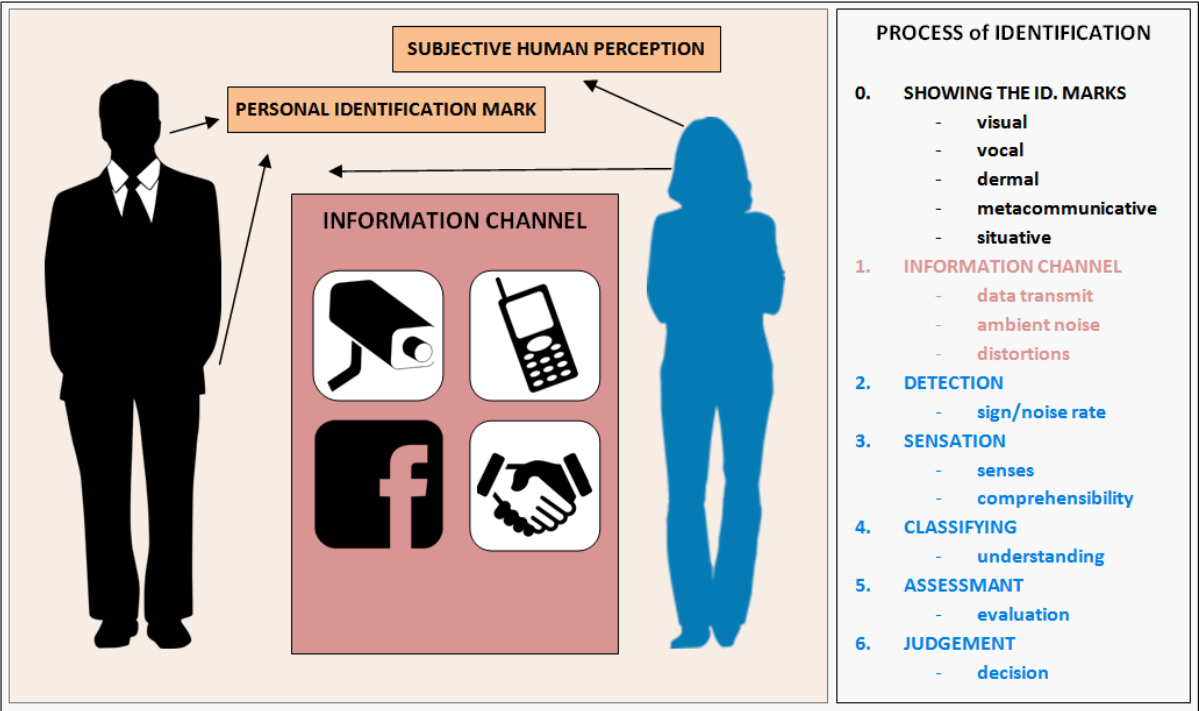 SUBJECTIVE HUMAN PERCEPTION
PERSONAL IDENTIFICATION MARK
INFORMATION CHANNEL
f
PROCESS of IDENTIFICATION
0. SHOWING THE ID. MARKS
- visual
- vocal
- dermal
- metacommunicative
- situative
1. INFORMATION CHANNEL
- data transmit
- ambient noise
- distortions
2. DETECTION
- sign/noise rate
3. SENSATION
- senses
- comprehensibility
4. CLASSIFYING
- understanding
5. ASSESSMANT
- evaluation
6. JUDGEMENT
- decision